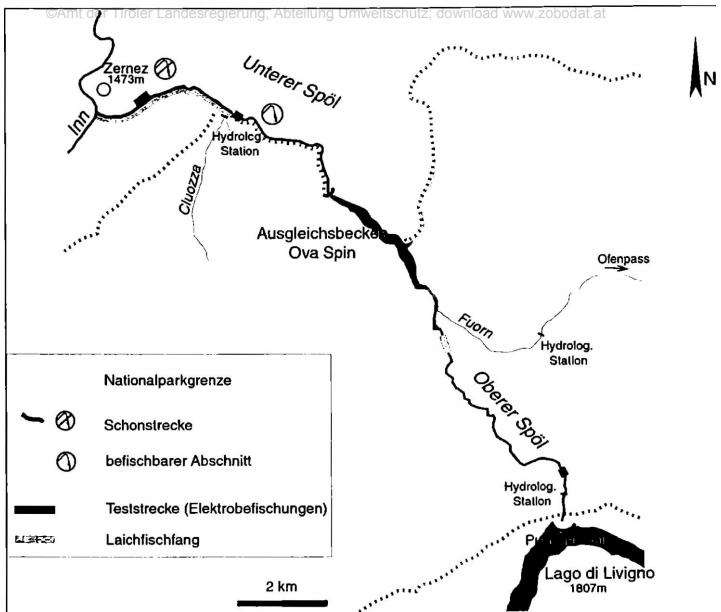 ©Amt der Tiroler Landesregierung, Abteilung Umweltschutz; download www.zobodat.at
Zernez
1473m
Unterer Spöl
N
Inn
Hydrolog.
Station
Cluozza
Ausgleichsbecken
Ova Spin
Ofenpass
Fuorn
Hydrolog.
Station
Oberer Spöl
Nationalparkgrenze
Schonstrecke
befischbarer Abschnitt
Teststrecke (Elektrobefischungen)
Laichfischfang
Hydrolog.
Station
Lago di Livigno
1807m
2 km